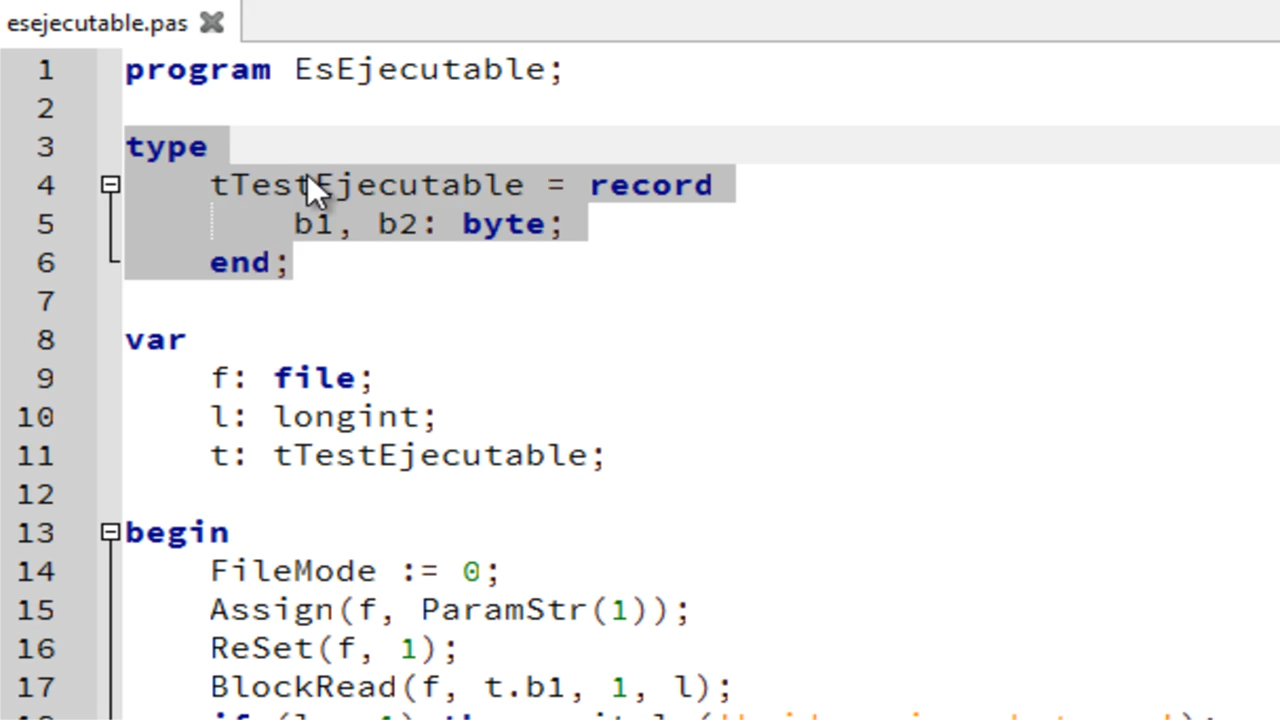 esejecutable.pas
1 program EsEjecutable;
2
3 type
4 tTestEjecutable = record
5 b1, b2: byte;
6 end;
7
8 var
9 f: file;
10 l: longint;
11 t: tTestEjecutable;
12
13 begin
14 FileMode := 0;
15 Assign(f, ParamStr(1));
16 ReSet(f, 1);
17 BlockRead(f, t.b1, 1, l);